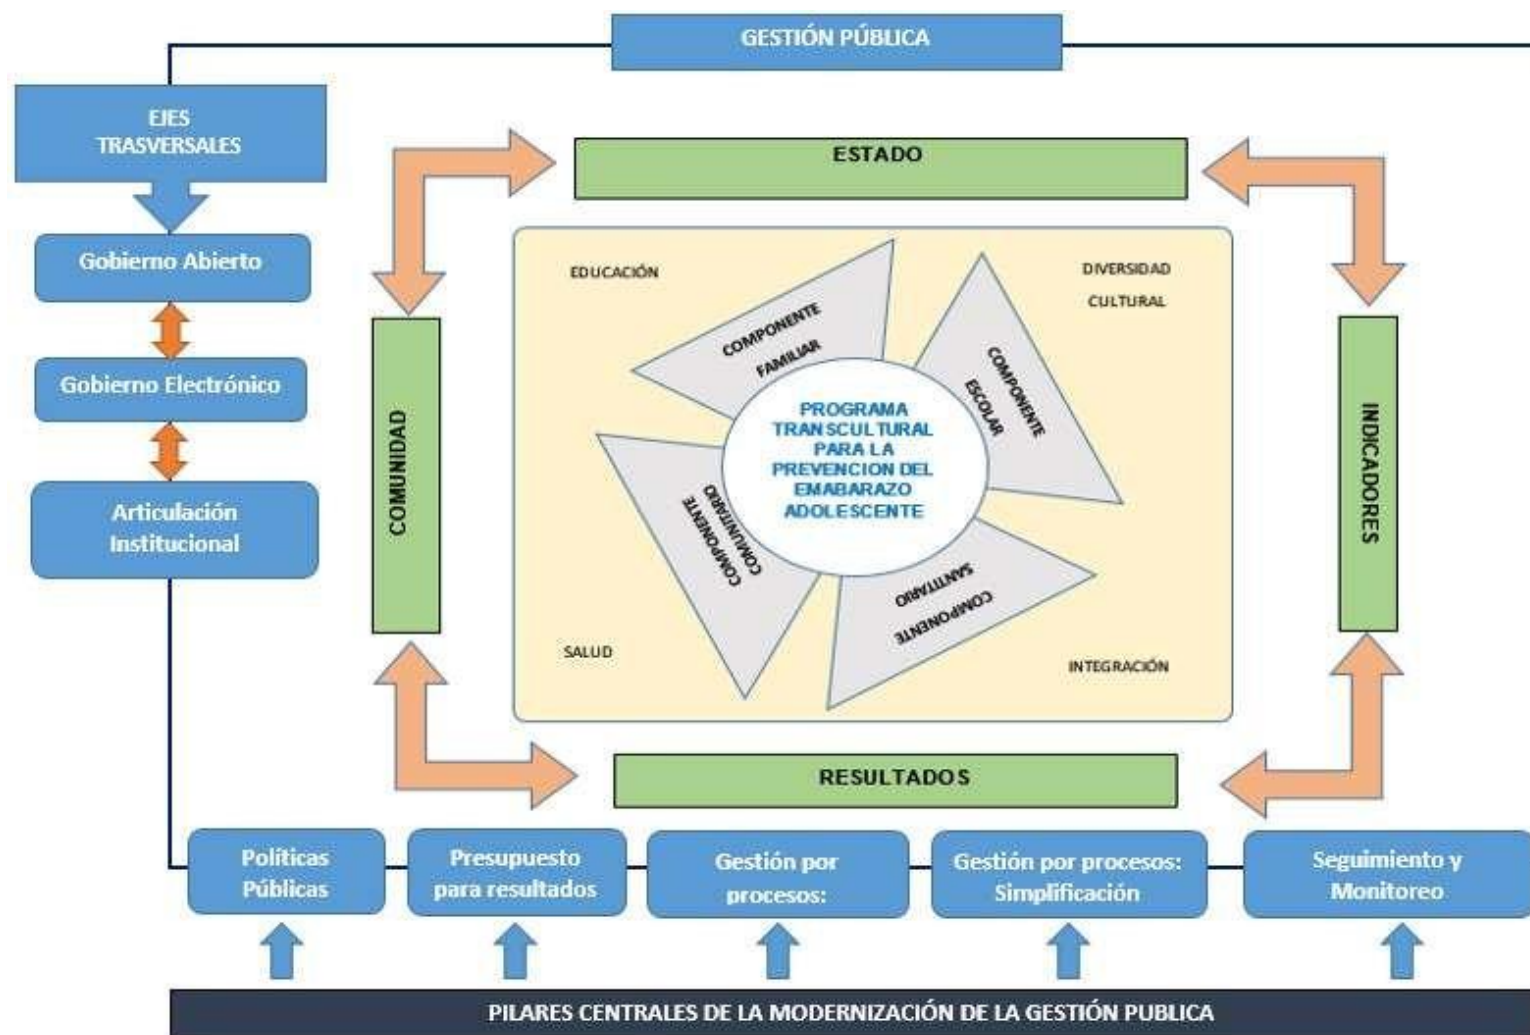 GESTIÓN PÚBLICA
EJES
TRASVERSALES
Gobierno Abierto
Gobierno Electrónico
Articulación
Institucional
ESTADO
COMUNIDAD
INDICADORES
RESULTADOS
EDUCACIÓN
DIVERSIDAD
CULTURAL
SALUD
INTEGRACIÓN
COMPONENTE
FAMILIAR
COMPONENTE
ESCOLAR
COMPONENTE
COMUNITARIO
COMPONENTE
SANTITARIO
PROGRAMA
TRANSCULTURAL
PARA LA
PREVENCION DEL
EMABARAZO
ADOLESCENTE
Políticas
Públicas
Presupuesto
para resultados
Gestión por
procesos:
Gestión por procesos:
Simplificación
Seguimiento y
Monitoreo
PILARES CENTRALES DE LA MODERNIZACIÓN DE LA GESTIÓN PUBLICA